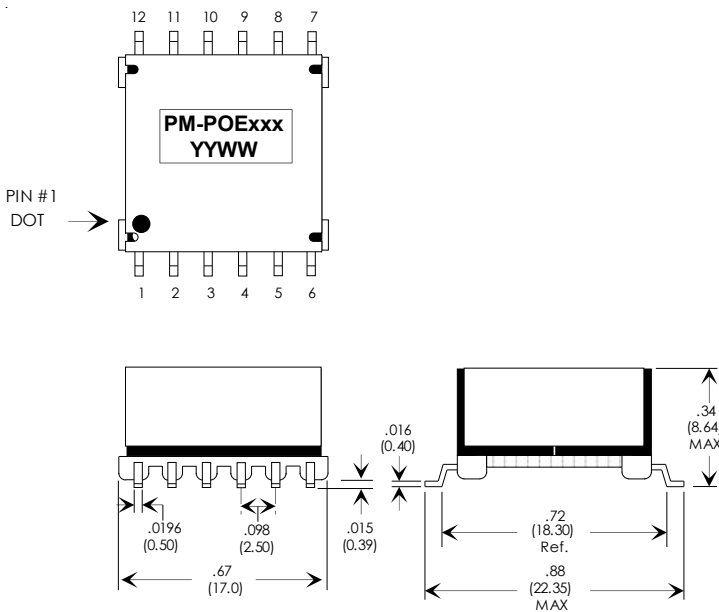 12 11 10 9 8 7
PM-POExxx
YYWW
PIN #1
DOT
1 2 3 4 5 6
.0196
(0.50)
.098
(2.50)
.015
(0.39)
.67
(17.0)
.016
(0.40)
.34
(8.64)
MAX
.72
(18.30)
Ref.
.88
(22.35)
MAX